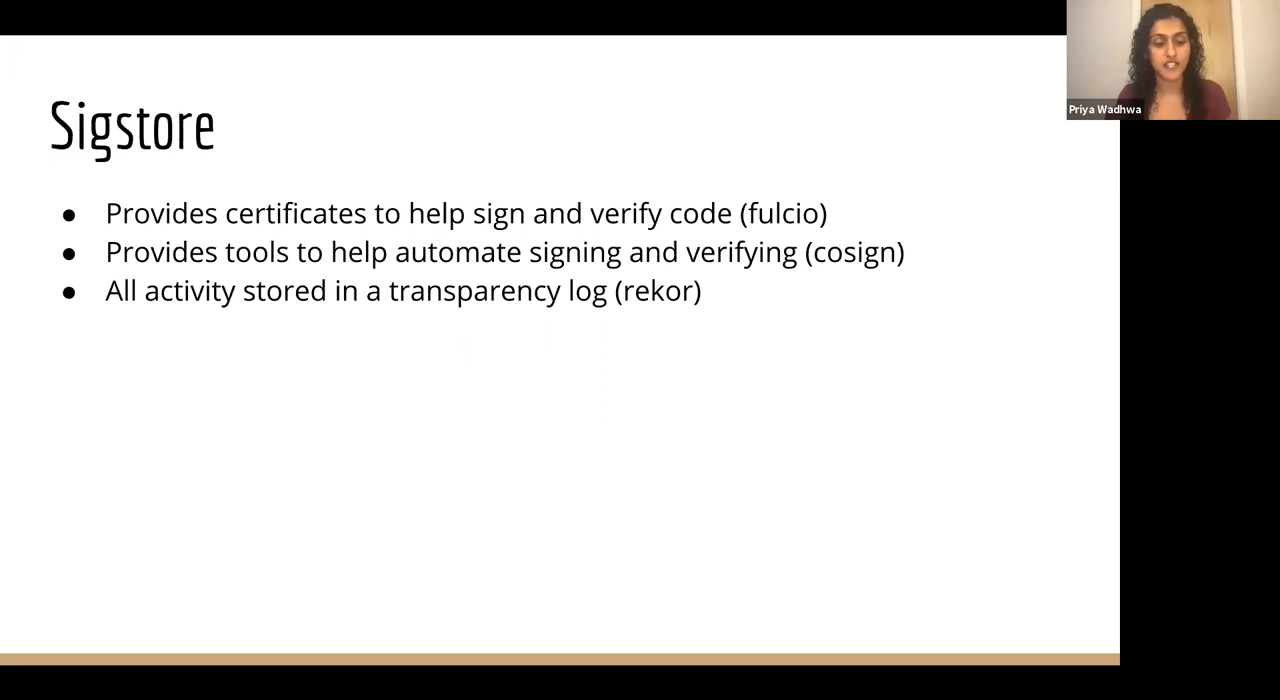 Sigstore
● Provides certificates to help sign and verify code (fulcio)
● Provides tools to help automate signing and verifying (cosign)
● All activity stored in a transparency log (rekor)
Priya Wadhwa